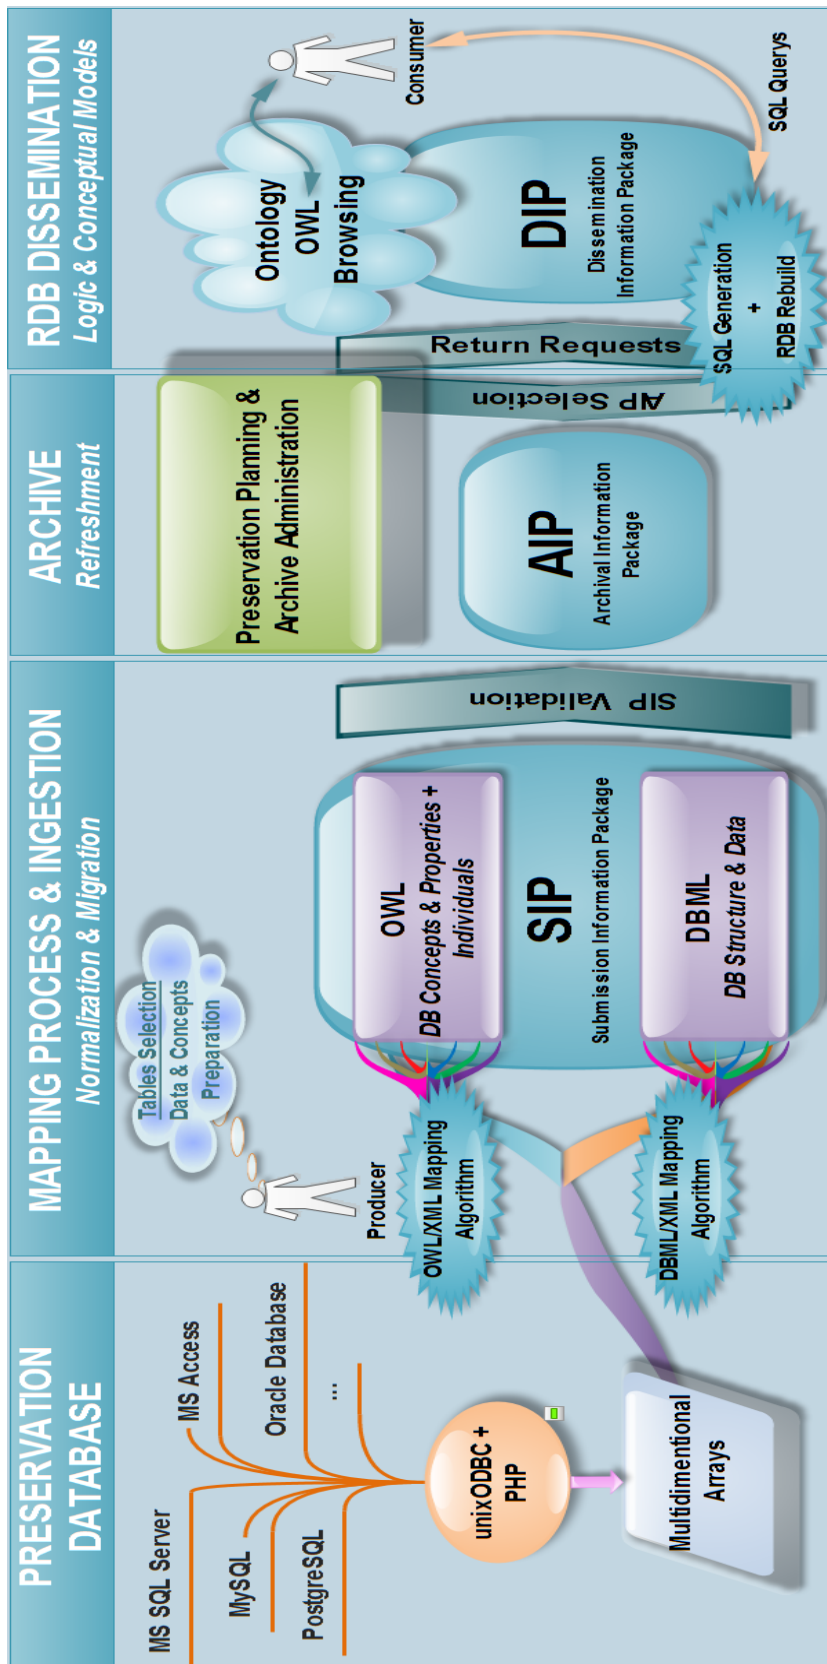 PRESERVATION
DATABASE
MS SQL Server
MS Access
MySQL
Oracle Database
PostgreSQL
...
unixODBC +
PHP
Multidimentional
Arrays
MAPPING PROCESS & INGESTION
Normalization & Migration
Tables Selection
Data & Concepts
Preparation
Producer
OWL/XML Mapping
Algorithm
DBML/XML Mapping
Algorithm
OWL
DB Concepts & Properties +
Individuals
SIP
Submission Information Package
DBML
DB Structure & Data
SIP Validation
ARCHIVE
Refreshment
Preservation Planning &
Archive Administration
AIP
Archival Information
Package
AIP Selection
RDB DISSEMINATION
Logic & Conceptual Models
Return Requests
Ontology
OWL
Browsing
Consumer
DIP
Dissemination
Information Package
SQL Querys
SQL Generation
+
RDB Rebuild